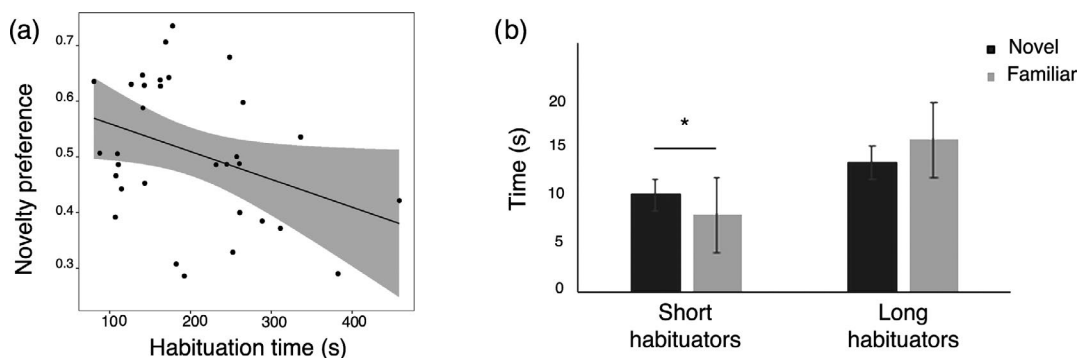 (a)
Novelty preference
0.7
0.6
0.5
0.4
0.3
100 200 300 400
Habituation time (s)
(b)
Novel
Familiar
Time (s)
20
15
10
5
0
*
Short habituators
Long habituators